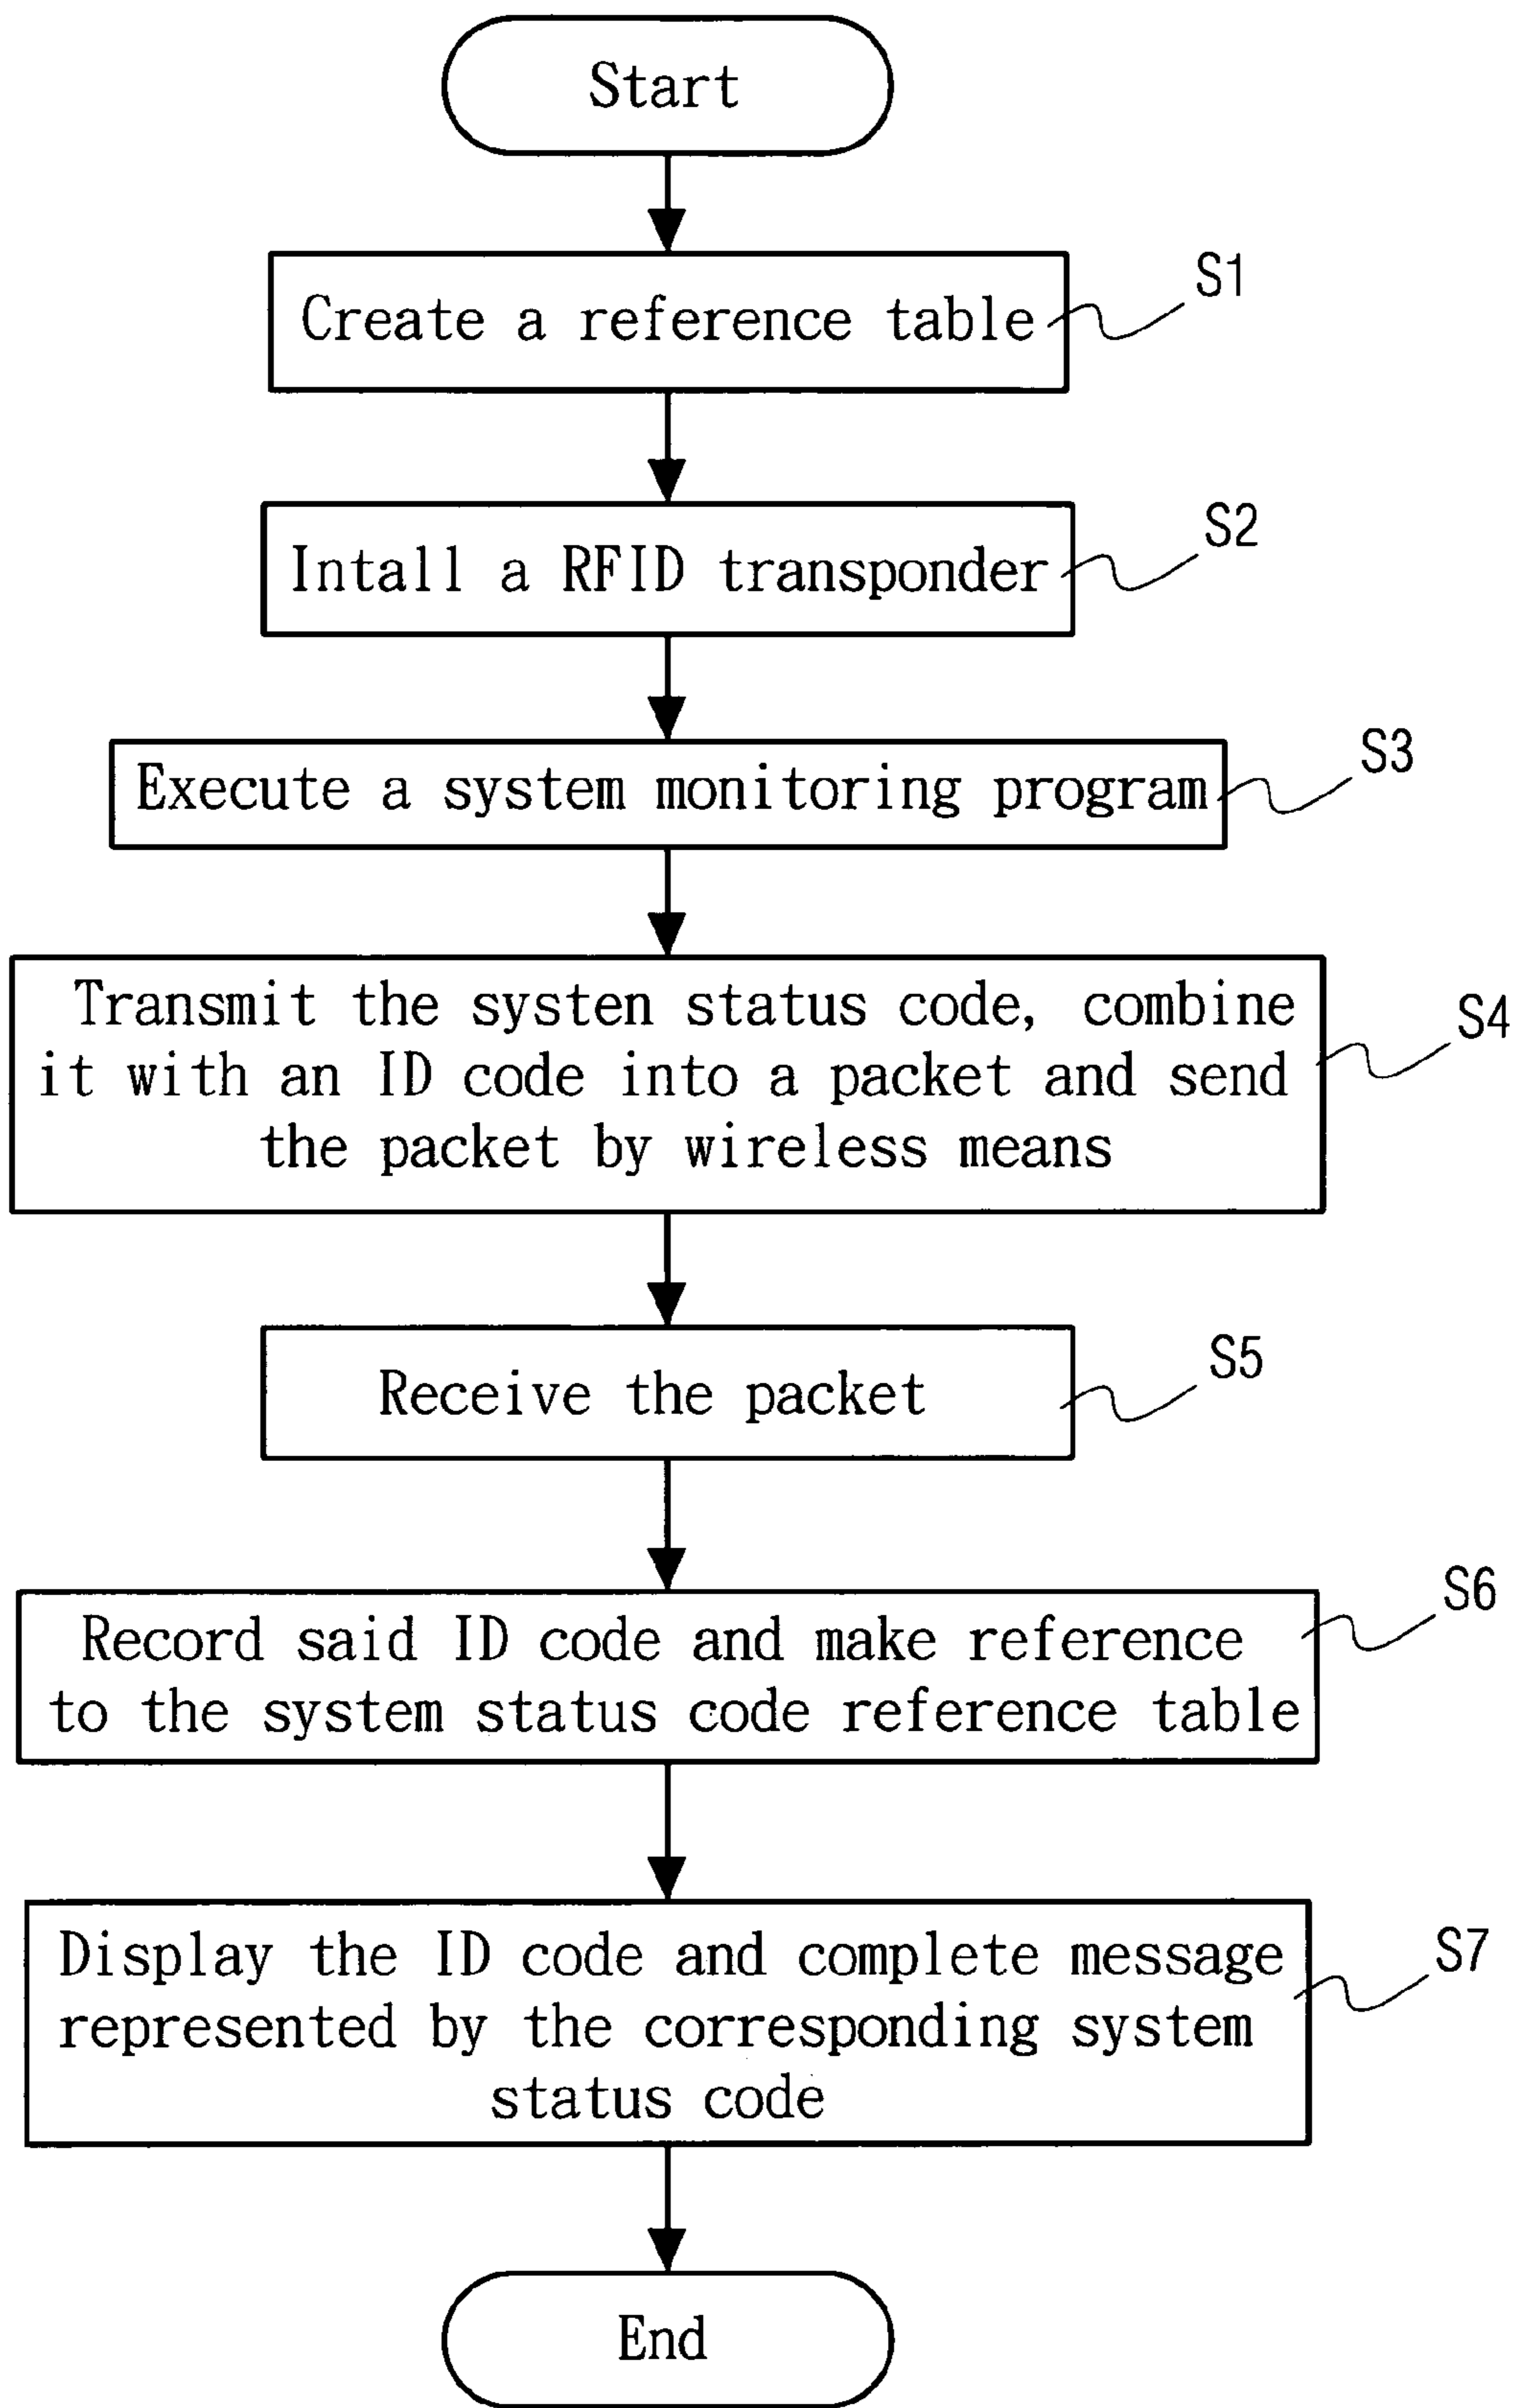 Start
Create a reference table
S1
Intall a RFID transponder
S2
Execute a system monitoring program
S3
Transmit the systen status code, combine
it with an ID code into a packet and send
the packet by wireless means
S4
Receive the packet
S5
Record said ID code and make reference
to the system status code reference table
S6
Display the ID code and complete message
represented by the corresponding system
status code
S7
End